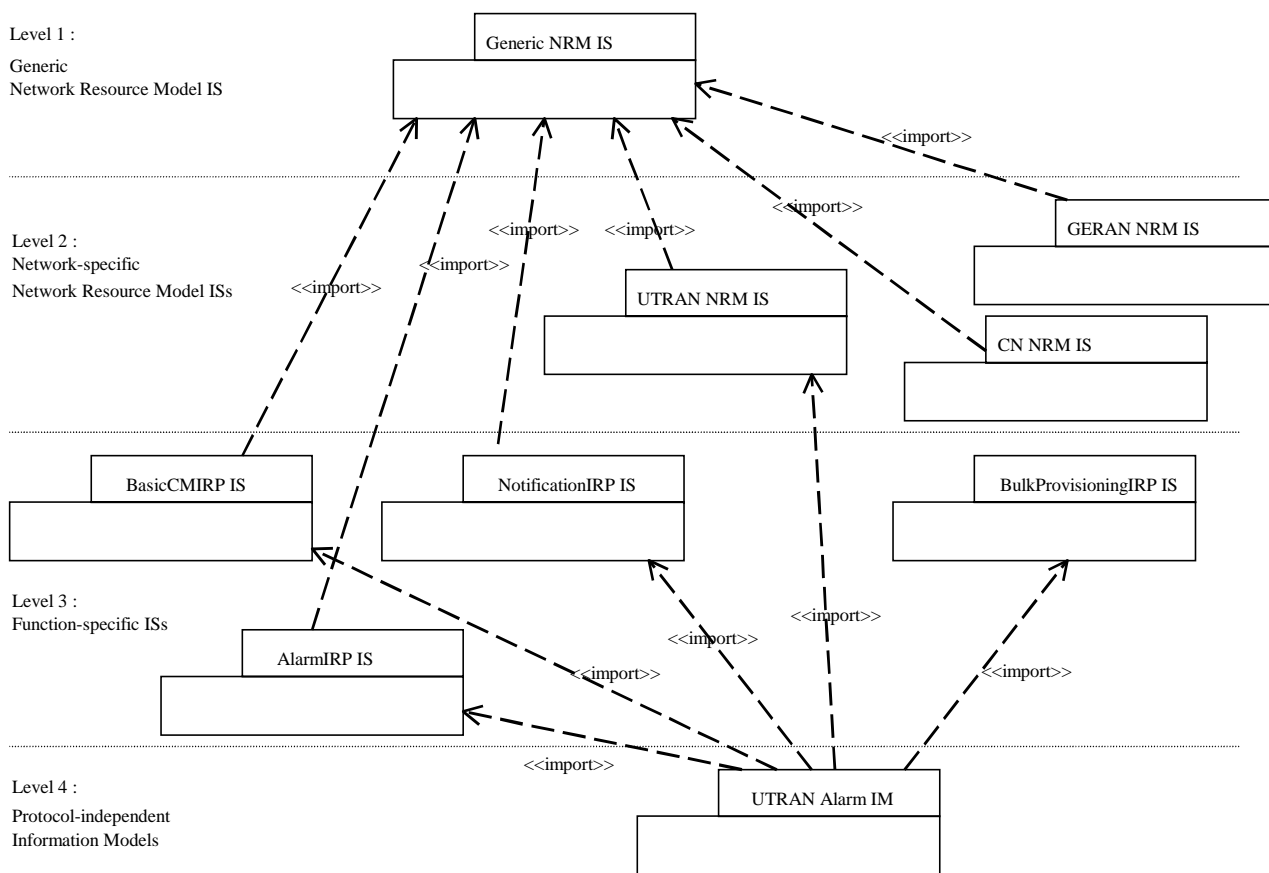 Level 1 :
Generic
Network Resource Model IS
Generic NRM IS
<<import>>
<<import>>
GERAN NRM IS
Level 2 :
Network-specific
Network Resource Model ISs
<<import>>
<<import>>
<<import>>
<<import>>
UTRAN NRM IS
CN NRM IS
BasicCMIRP IS
NotificationIRP IS
BulkProvisioningIRP IS
Level 3 :
Function-specific ISs
<<import>>
<<import>>
<<import>>
<<import>>
AlarmIRP IS
<<import>>
Level 4 :
Protocol-independent
Information Models
UTRAN Alarm IM